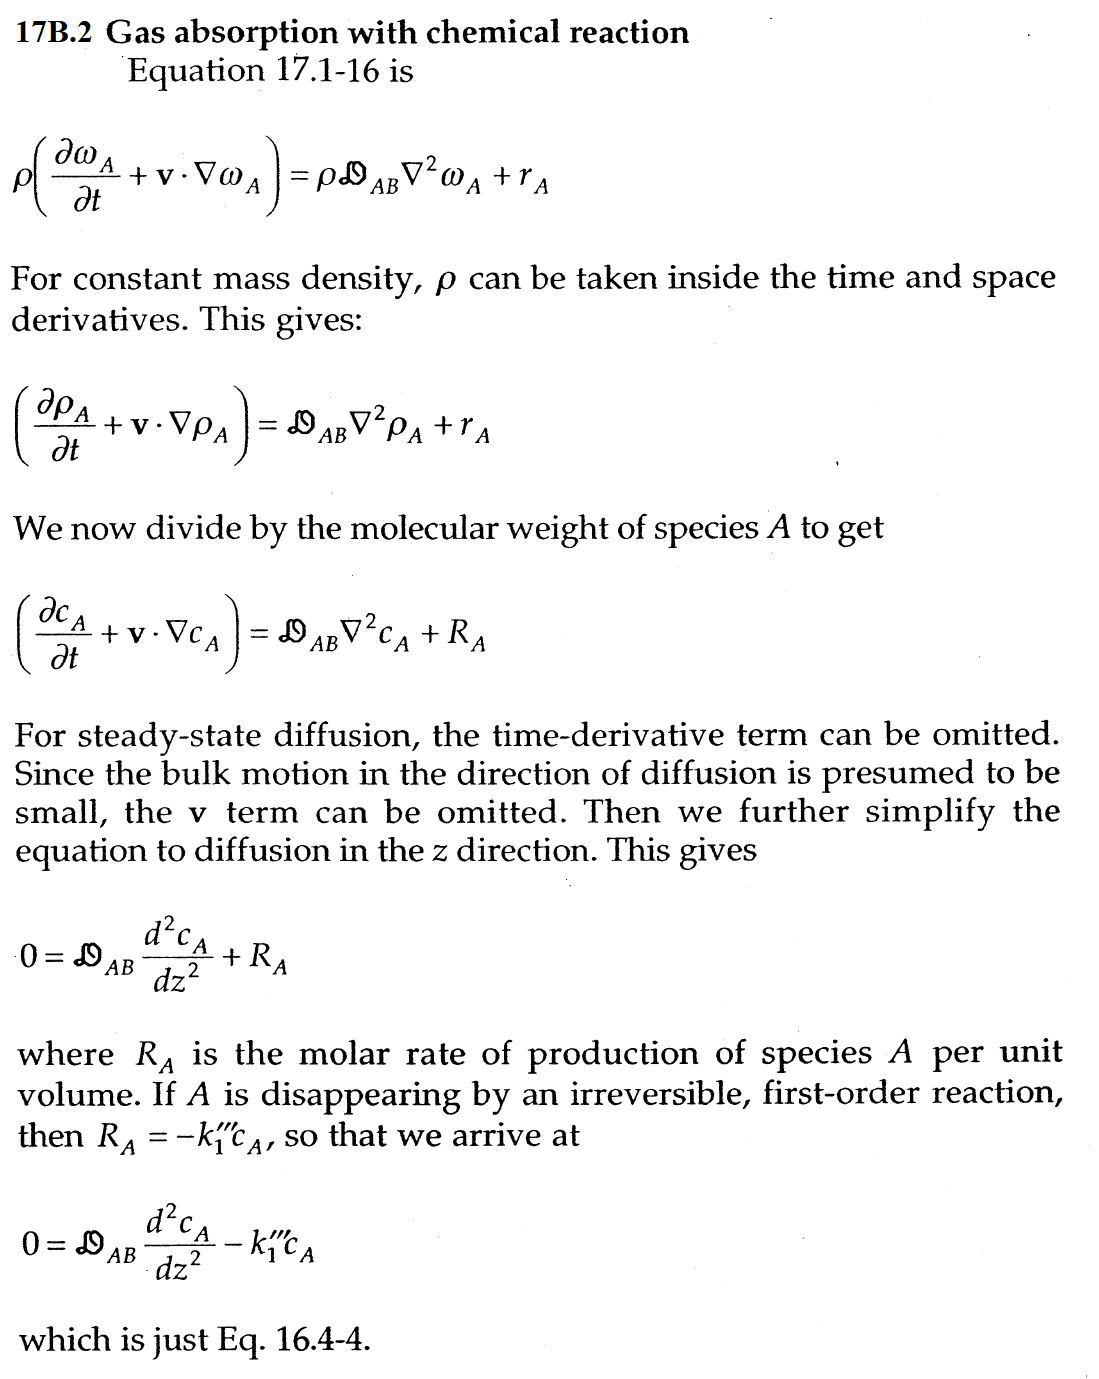 17B.2 Gas absorption with chemical reaction
Equation 17.1-16 is
ρ(∂ω_A/∂t + v · ∇ω_A) = ρ𝒟_AB∇²ω_A + r_A
For constant mass density, ρ can be taken inside the time and space
derivatives. This gives:
(∂ρ_A/∂t + v · ∇ρ_A) = 𝒟_AB∇²ρ_A + r_A
We now divide by the molecular weight of species A to get
(∂c_A/∂t + v · ∇c_A) = 𝒟_AB∇²c_A + R_A
For steady-state diffusion, the time-derivative term can be omitted.
Since the bulk motion in the direction of diffusion is presumed to be
small, the v term can be omitted. Then we further simplify the
equation to diffusion in the z direction. This gives
0 = 𝒟_AB d²c_A/dz² + R_A
where R_A is the molar rate of production of species A per unit
volume. If A is disappearing by an irreversible, first-order reaction,
then R_A = −k₁‴c_A, so that we arrive at
0 = 𝒟_AB d²c_A/dz² − k₁‴c_A
which is just Eq. 16.4-4.